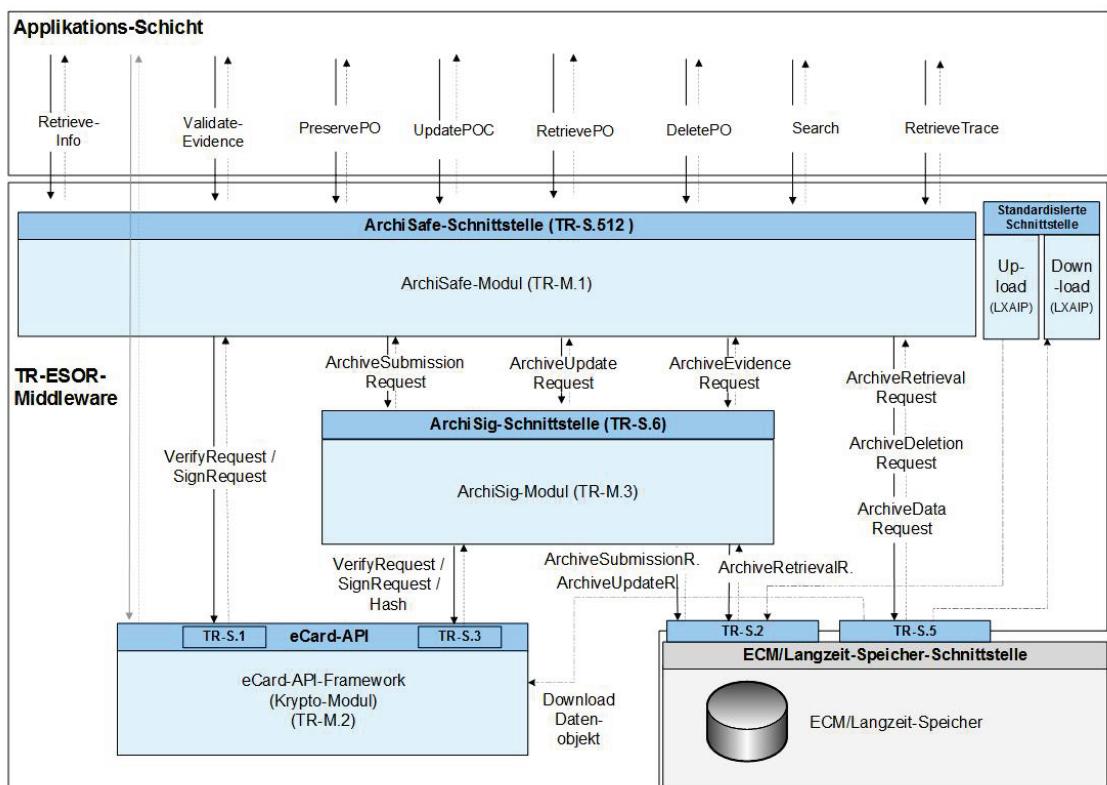 Applikations-Schicht
Retrieve-
Info
Validate-
Evidence
PreservePO
UpdatePOC
RetrievePO
DeletePO
Search
RetrieveTrace
ArchiSafe-Schnittstelle (TR-S.512 )
ArchiSafe-Modul (TR-M.1)
Standardisierte
Schnittstelle
Up-
load
(LXAIP)
Down
-load
(LXAIP)
TR-ESOR-
Middleware
ArchiveSubmission
Request
ArchiveUpdate
Request
ArchiveEvidence
Request
ArchiveRetrieval
Request
ArchiveDeletion
Request
ArchiveData
Request
VerifyRequest /
SignRequest
ArchiSig-Schnittstelle (TR-S.6)
ArchiSig-Modul (TR-M.3)
VerifyRequest /
SignRequest /
Hash
ArchiveSubmissionR.
ArchiveUpdateR.
ArchiveRetrievalR.
TR-S.1
eCard-API
TR-S.3
eCard-API-Framework
(Krypto-Modul)
(TR-M.2)
Download
Daten-
objekt
TR-S.2
TR-S.5
ECM/Langzeit-Speicher-Schnittstelle
ECM/Langzeit-Speicher